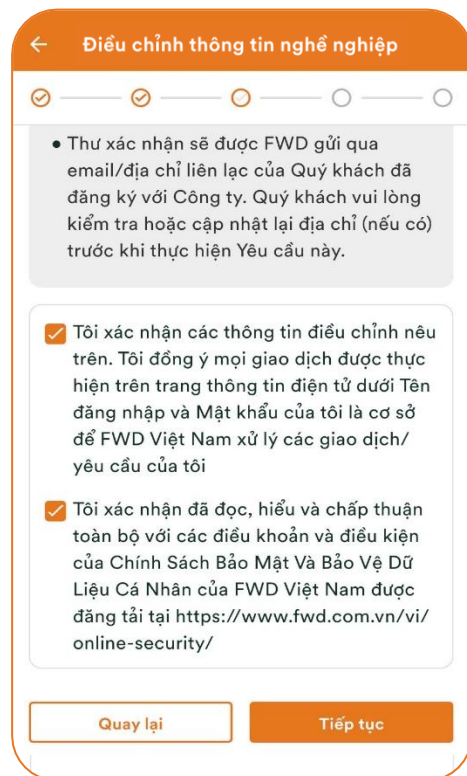 Điều chỉnh thông tin nghề nghiệp
• Thư xác nhận sẽ được FWD gửi qua
email/địa chỉ liên lạc của Quý khách đã
đăng ký với Công ty. Quý khách vui lòng
kiểm tra hoặc cập nhật lại địa chỉ (nếu có)
trước khi thực hiện Yêu cầu này.
Tôi xác nhận các thông tin điều chỉnh nêu
trên. Tôi đồng ý mọi giao dịch được thực
hiện trên trang thông tin điện tử dưới Tên
đăng nhập và Mật khẩu của tôi là cơ sở
để FWD Việt Nam xử lý các giao dịch/
yêu cầu của tôi
Tôi xác nhận đã đọc, hiểu và chấp thuận
toàn bộ với các điều khoản và điều kiện
của Chính Sách Bảo Mật Và Bảo Vệ Dữ
Liệu Cá Nhân của FWD Việt Nam được
đăng tải tại https://www.fwd.com.vn/vi/
online-security/
Quay lại
Tiếp tục